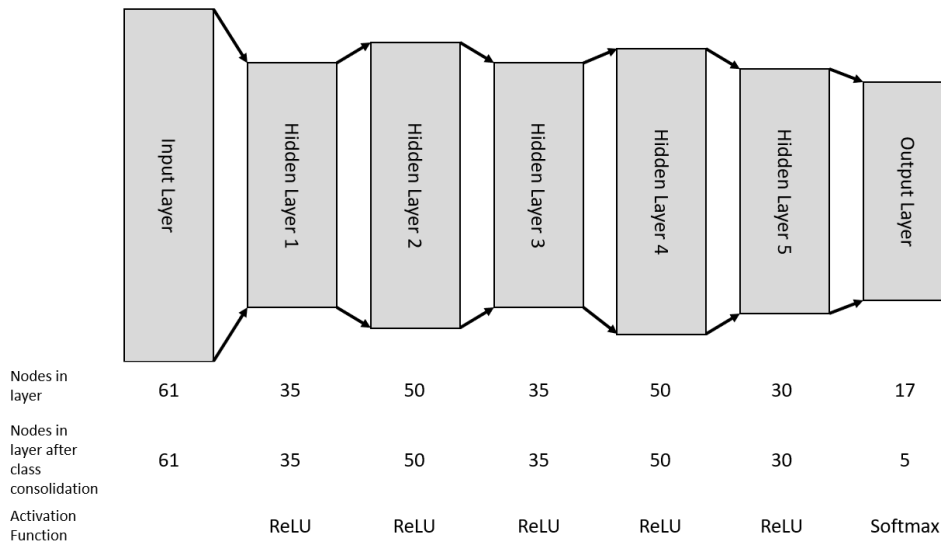 Input Layer
Hidden Layer 1
Hidden Layer 2
Hidden Layer 3
Hidden Layer 4
Hidden Layer 5
Output Layer
Nodes in
layer
61 35 50 35 50 30 17
Nodes in
layer after
class
consolidation
61 35 50 35 50 30 5
Activation
Function
ReLU ReLU ReLU ReLU ReLU Softmax